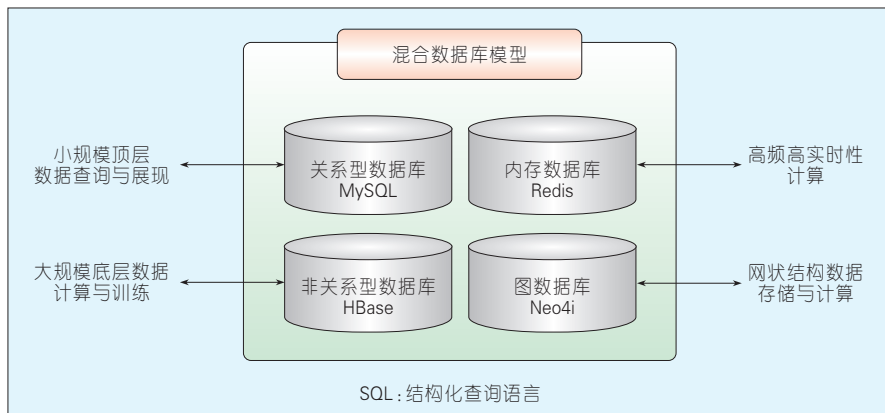 混合数据库模型
小规模顶层
数据查询与展现
关系型数据库
MySQL
内存数据库
Redis
高频高实时性
计算
大规模底层数据
计算与训练
非关系型数据库
HBase
图数据库
Neo4i
网状结构数据
存储与计算
SQL:结构化查询语言